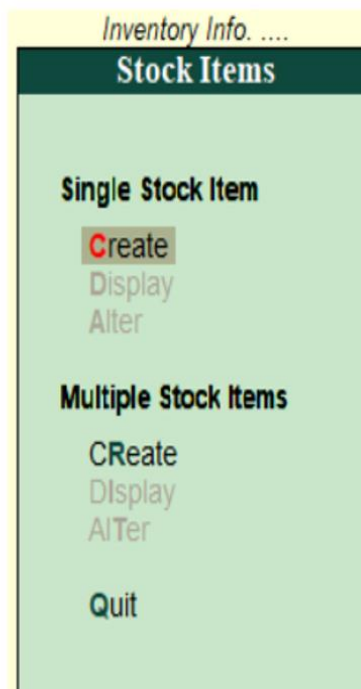 Inventory Info. ....
Stock Items
Single Stock Item
Create
Display
Alter
Multiple Stock Items
CReate
DIsplay
AlTer
Quit